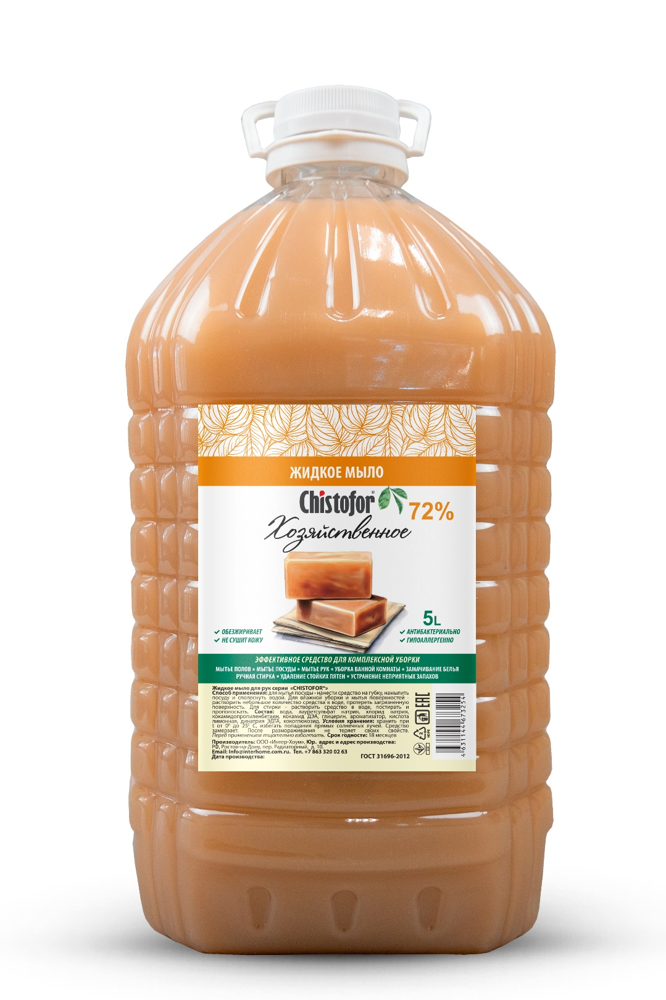 ЖИДКОЕ МЫЛО
Chistofor®
72%
Хозяйственное
5L
✓ ОБЕЗЖИРИВАЕТ
✓ НЕ СУШИТ КОЖУ
✓ АНТИБАКТЕРИАЛЬНО
✓ ГИПОАЛЛЕРГЕННО
ЭФФЕКТИВНОЕ СРЕДСТВО ДЛЯ КОМПЛЕКСНОЙ УБОРКИ
МЫТЬЕ ПОЛОВ • МЫТЬЕ ПОСУДЫ • МЫТЬЕ РУК • УБОРКА ВАННОЙ КОМНАТЫ • ЗАМАЧИВАНИЕ БЕЛЬЯ
РУЧНАЯ СТИРКА • УДАЛЕНИЕ СТОЙКИХ ПЯТЕН • УСТРАНЕНИЕ НЕПРИЯТНЫХ ЗАПАХОВ
Жидкое мыло для рук серии «CHISTOFOR®»
Способ применения: для мытья посуды - нанести средство на губку, намылить
посуду и сполоснуть водой. Для влажной уборки и мытья поверхностей -
растворить небольшое количество средства в воде, протереть загрязненную
поверхность. Для стирки - растворить средство в воде, постирать и
прополоскать. Состав: вода, лауретсульфат натрия, хлорид натрия,
кокамидопропиленбетаин, кокамид ДЭА, глицерин, ароматизатор, кислота
лимонная, динатрия ЭДТА, кокоглюкозид. Условия хранения: хранить при
t от 0° до 25° С, избегать попадания прямых солнечных лучей. Средство
замерзает. После размораживания не теряет своих свойств.
Перед применением тщательно взболтать. Срок годности: 18 месяцев
Производитель: ООО «Интер-Хоум». Юр. адрес и адрес производства:
РФ, Ростов-на-Дону, пер. Радиаторный, д. 10.
Email: Info@interhome.com.ru. Тел. +7 863 320 02 63
Дата производства:
ГОСТ 31696-2012
EAC
2
HDPE
4 631144 673254